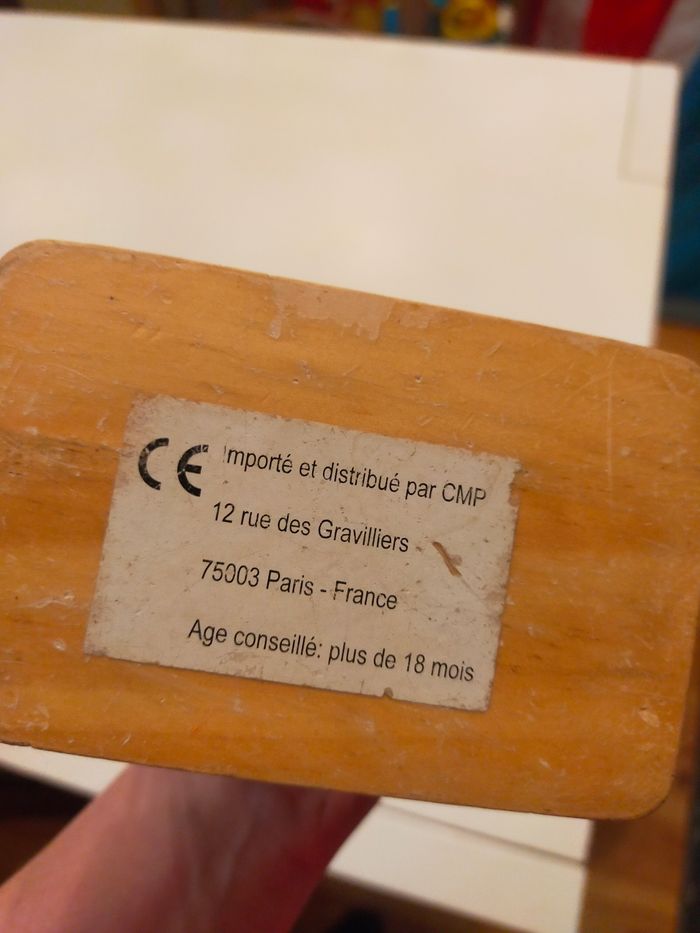 CE Importé et distribué par CMP
12 rue des Gravilliers
75003 Paris - France
Age conseillé: plus de 18 mois